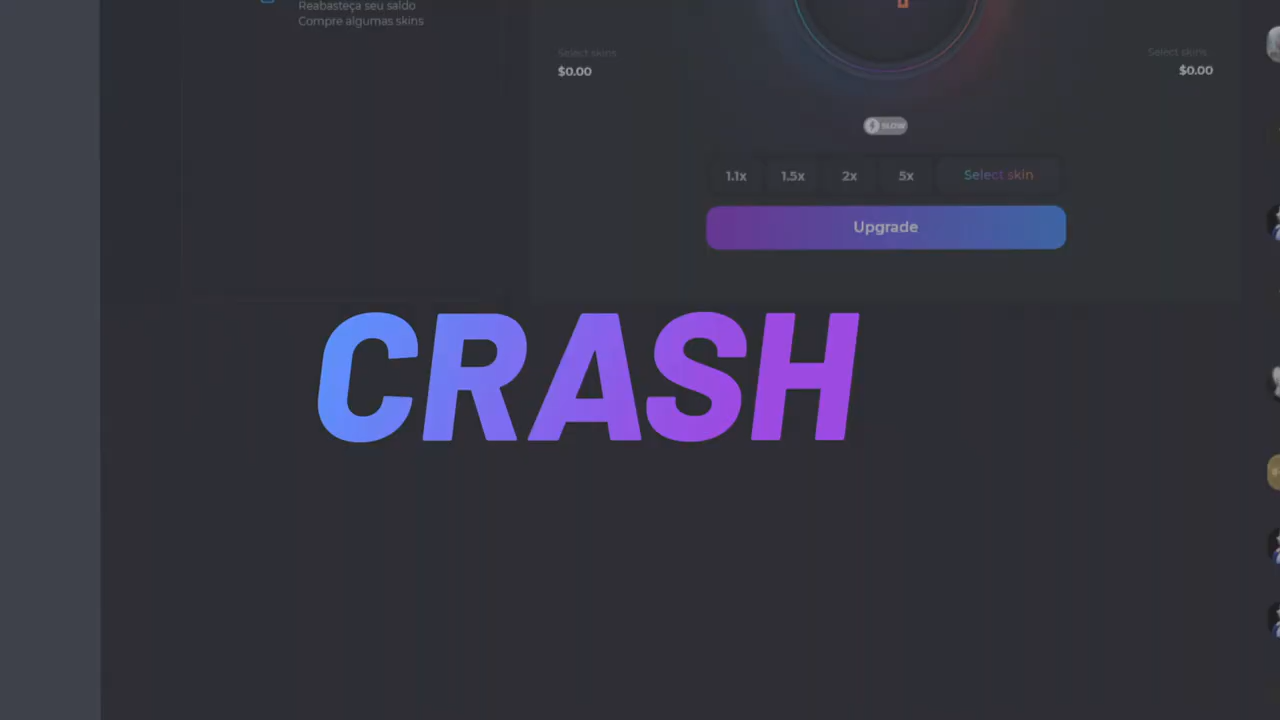 Reabasteça seu saldo
Compre algumas skins
Select skins
$0.00
Select skins
$0.00
SLOW
1.1x
1.5x
2x
5x
Select skin
Upgrade
CRASH